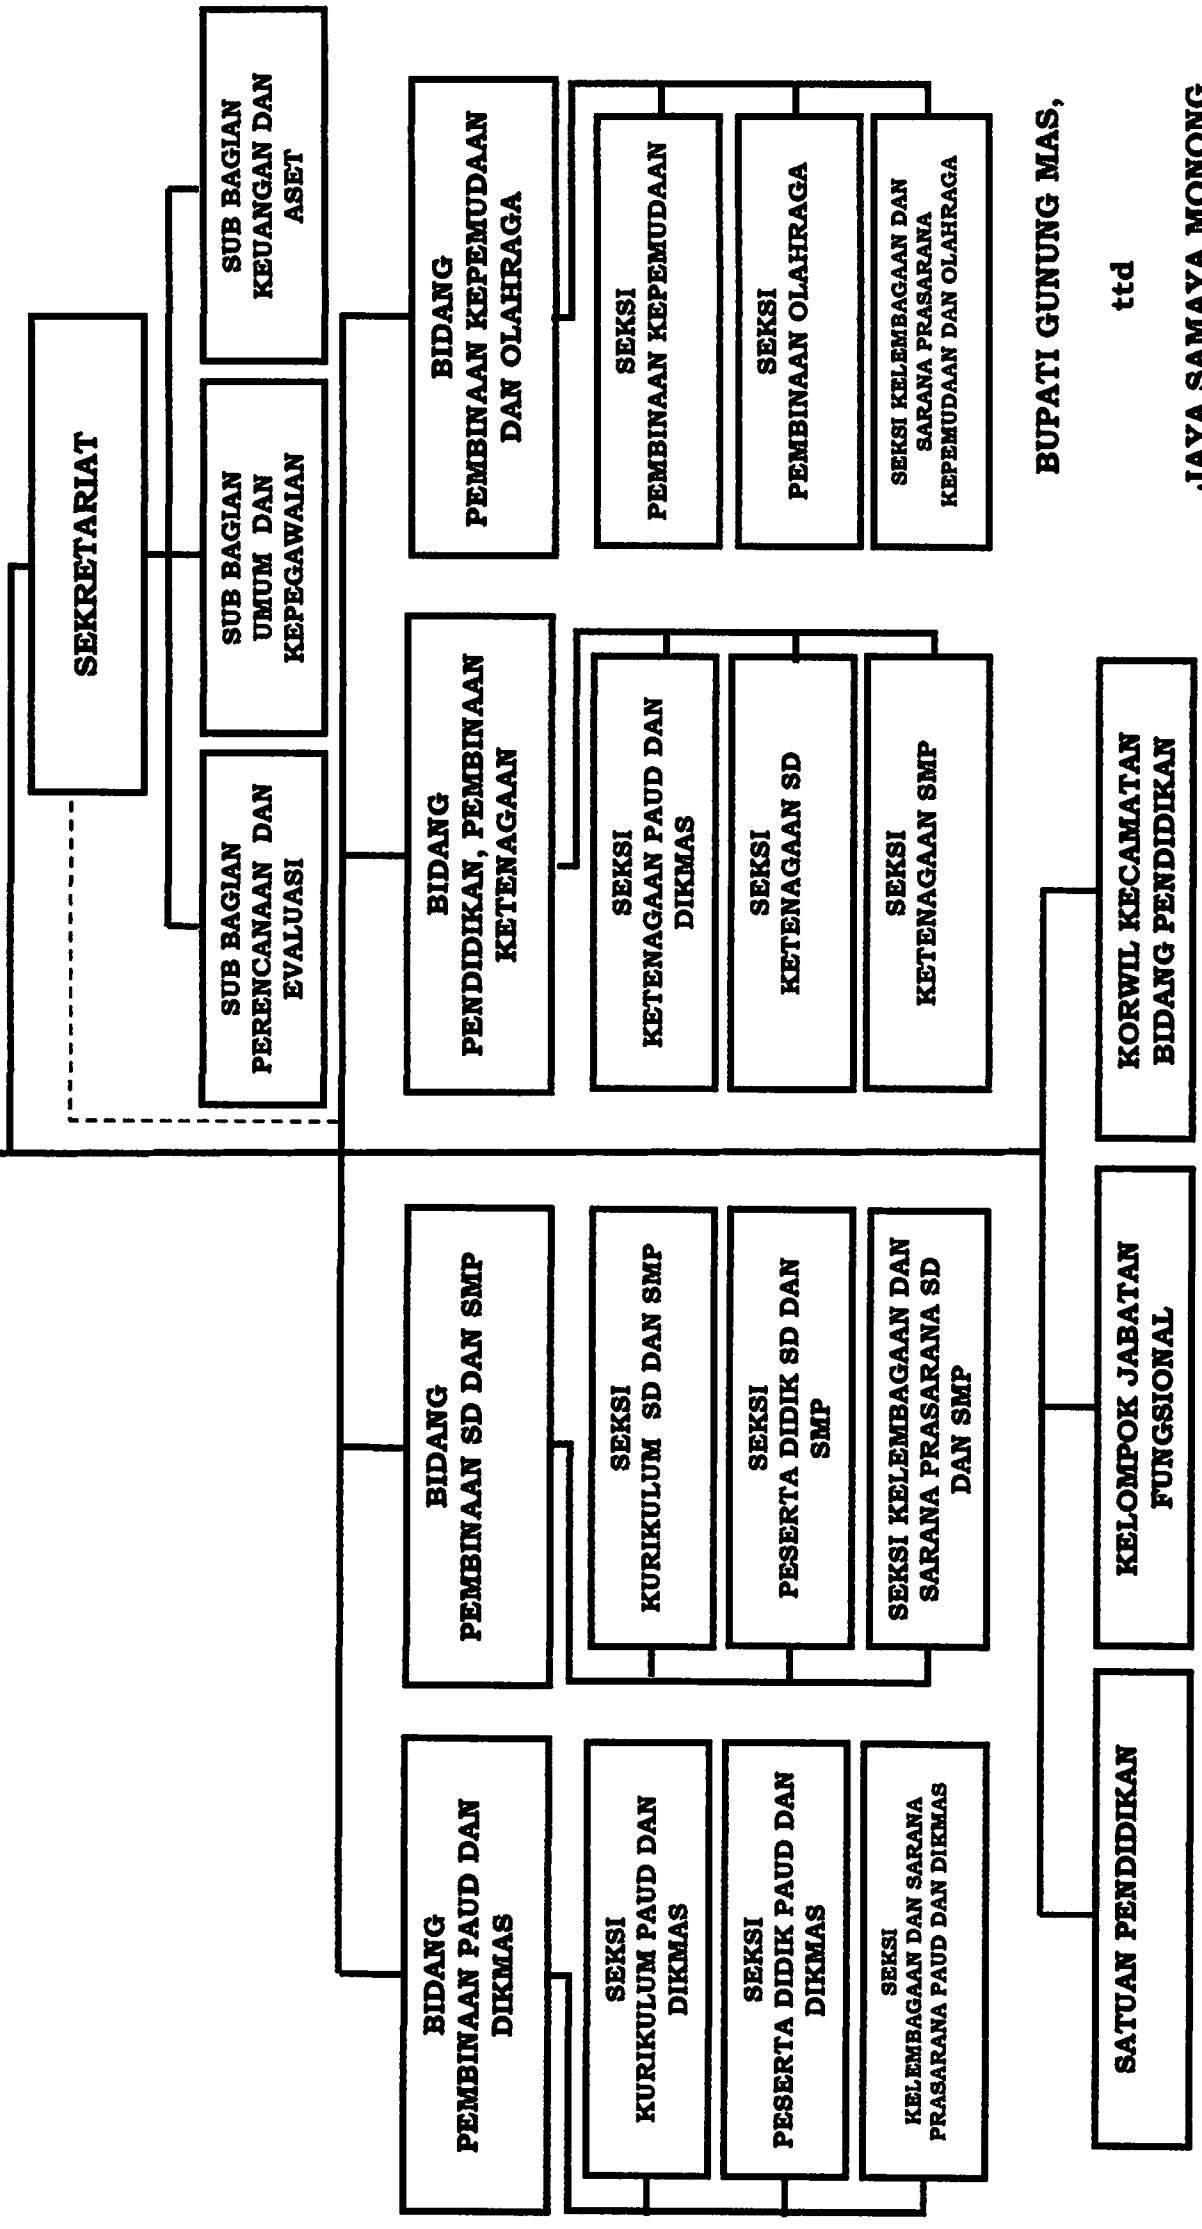 SEKRETARIAT
SUB BAGIAN
PERENCANAAN DAN
EVALUASI
SUB BAGIAN
UMUM DAN
KEPEGAWAIAN
SUB BAGIAN
KEUANGAN DAN
ASET
BIDANG
PEMBINAAN PAUD DAN
DIKMAS
SEKSI
KURIKULUM PAUD DAN
DIKMAS
SEKSI
PESERTA DIDIK PAUD DAN
DIKMAS
SEKSI
KELEMBAGAAN DAN SARANA
PRASARANA PAUD DAN DIKMAS
BIDANG
PEMBINAAN SD DAN SMP
SEKSI
KURIKULUM SD DAN SMP
SEKSI
PESERTA DIDIK SD DAN
SMP
SEKSI KELEMBAGAAN DAN
SARANA PRASARANA SD
DAN SMP
BIDANG
PENDIDIKAN, PEMBINAAN
KETENAGAAN
SEKSI
KETENAGAAN PAUD DAN
DIKMAS
SEKSI
KETENAGAAN SD
SEKSI
KETENAGAAN SMP
BIDANG
PEMBINAAN KEPEMUDAAN
DAN OLAHRAGA
SEKSI
PEMBINAAN KEPEMUDAAN
SEKSI
PEMBINAAN OLAHRAGA
SEKSI KELEMBAGAAN DAN
SARANA PRASARANA
KEPEMUDAAN DAN OLAHRAGA
SATUAN PENDIDIKAN
KELOMPOK JABATAN
FUNGSIONAL
KORWIL KECAMATAN
BIDANG PENDIDIKAN
BUPATI GUNUNG MAS,
ttd
JAYA SAMAYA MONONG